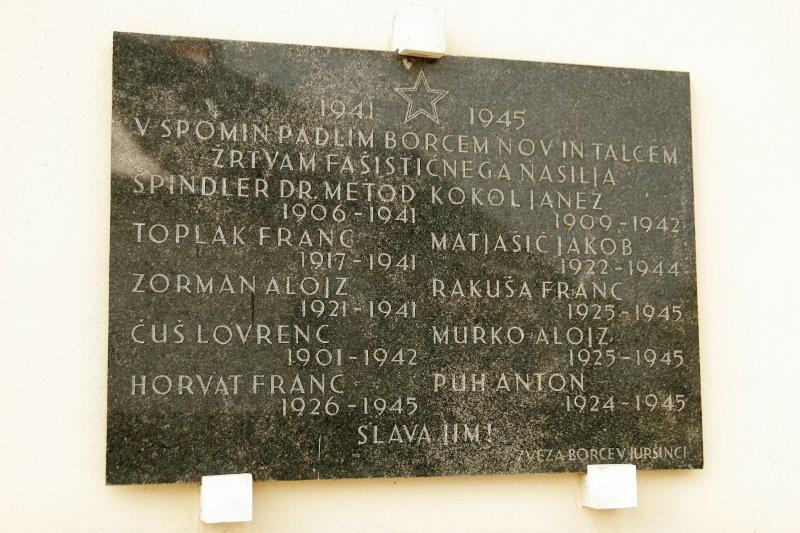 1941 1945
V SPOMIN PADLIM BORCEM NOV IN TALCEM
ŽRTVAM FAŠISTIČNEGA NASILJA
ŠPINDLER DR. METOD KOKOL JANEZ
1906-1941 1909-1942
TOPLAK FRANC MATJAŠIČ JAKOB
1917-1941 1922-1944
ZORMAN ALOJZ RAKUŠA FRANC
1921-1941 1925-1945
ČUŠ LOVRENC MURKO ALOJZ
1901-1942 1925-1945
HORVAT FRANC PUH ANTON
1926-1945 1924-1945
SLAVA JIM!
ZVEZA BORCEV JURŠINCI